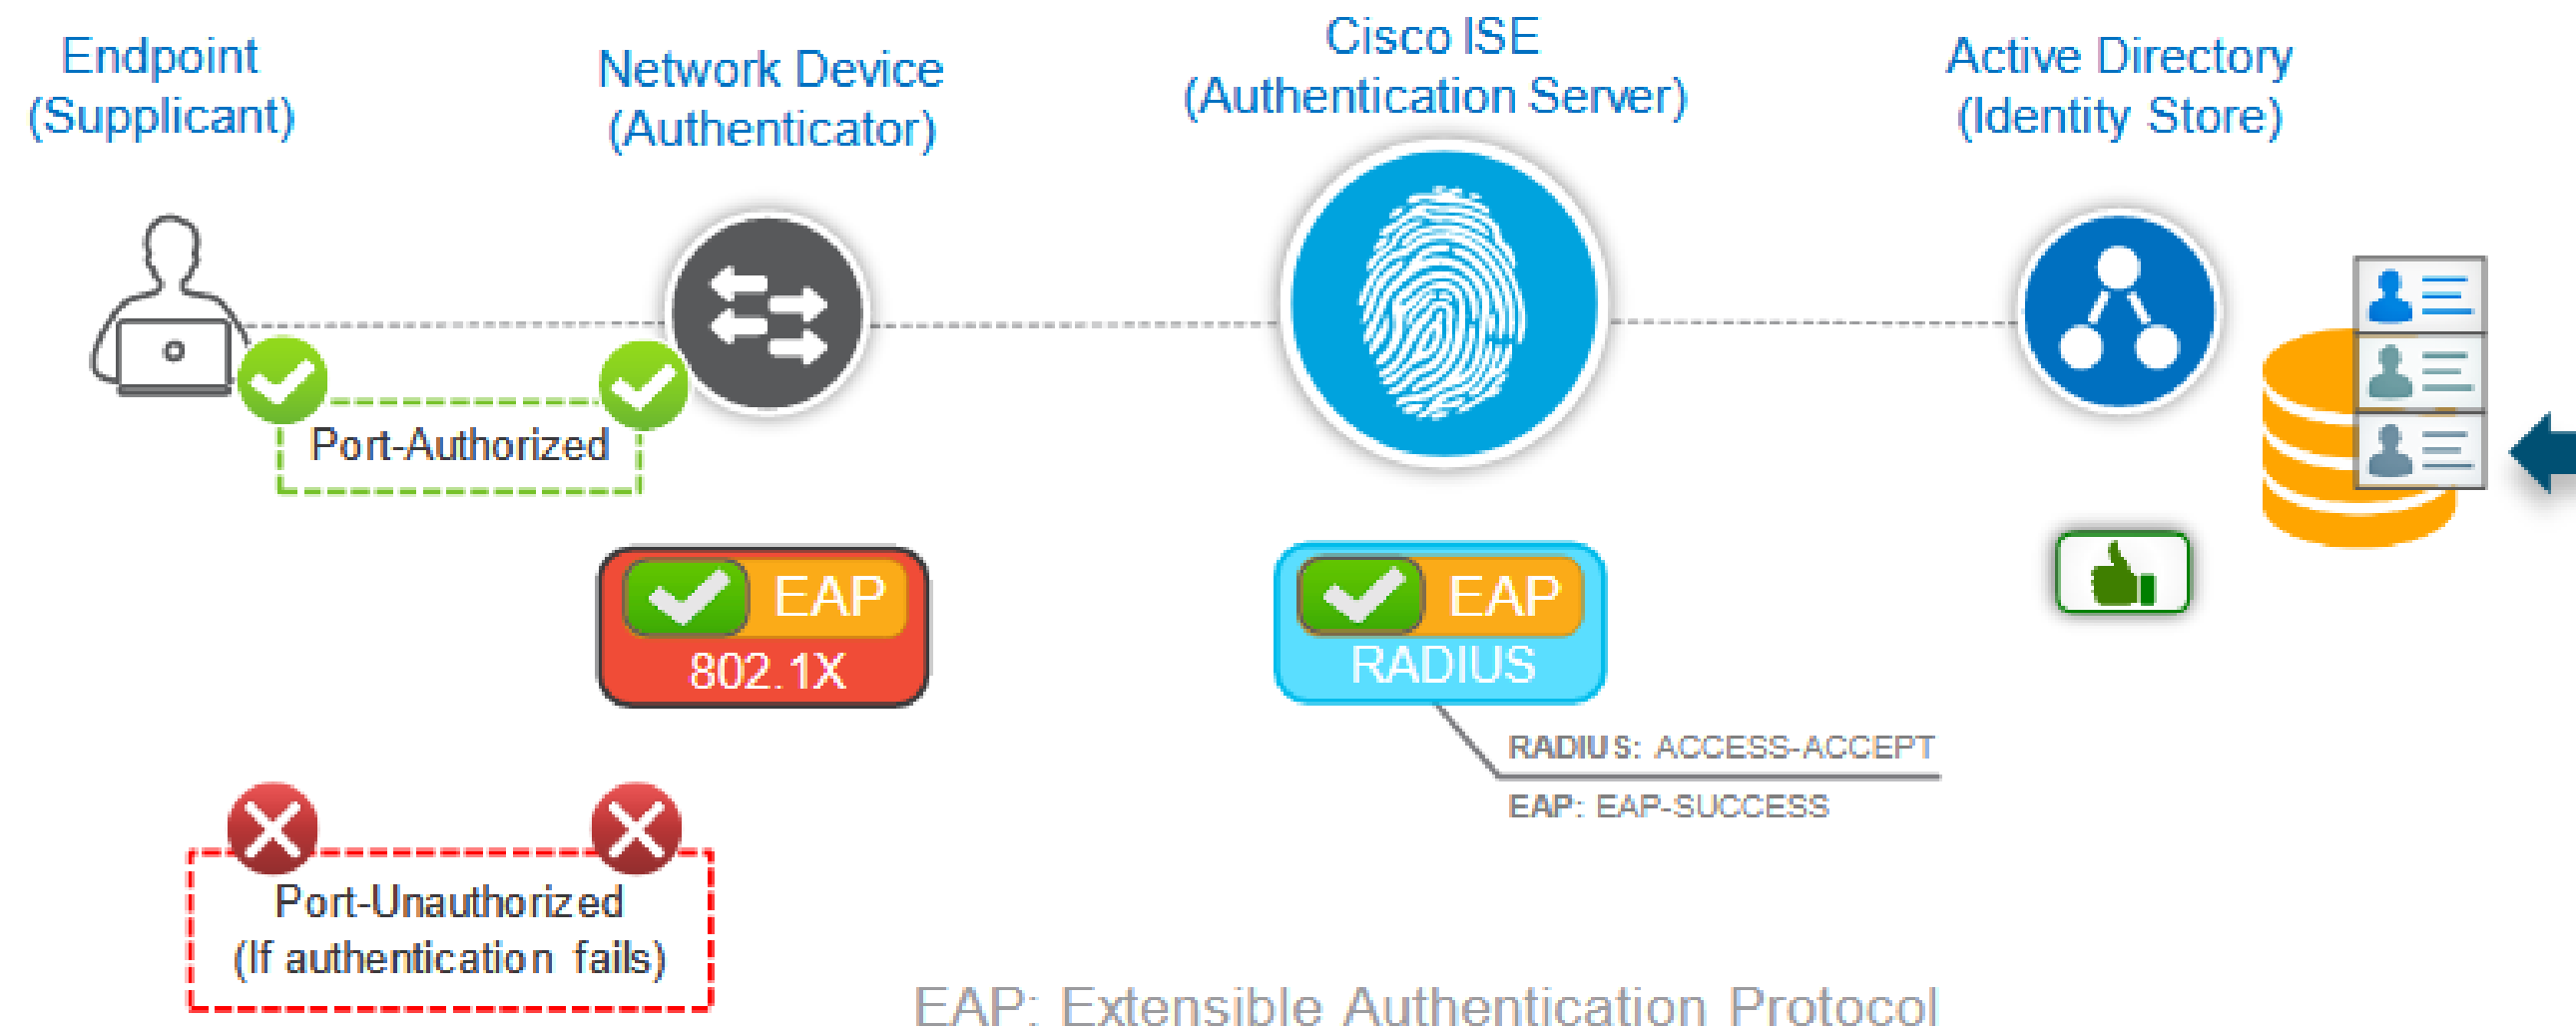 Endpoint
(Supplicant)
Network Device
(Authenticator)
Cisco ISE
(Authentication Server)
Active Directory
(Identity Store)
Port-Authorized
EAP
802.1X
EAP
RADIUS
RADIUS: ACCESS-ACCEPT
EAP: EAP-SUCCESS
Port-Unauthorized
(If authentication fails)
EAP: Extensible Authentication Protocol